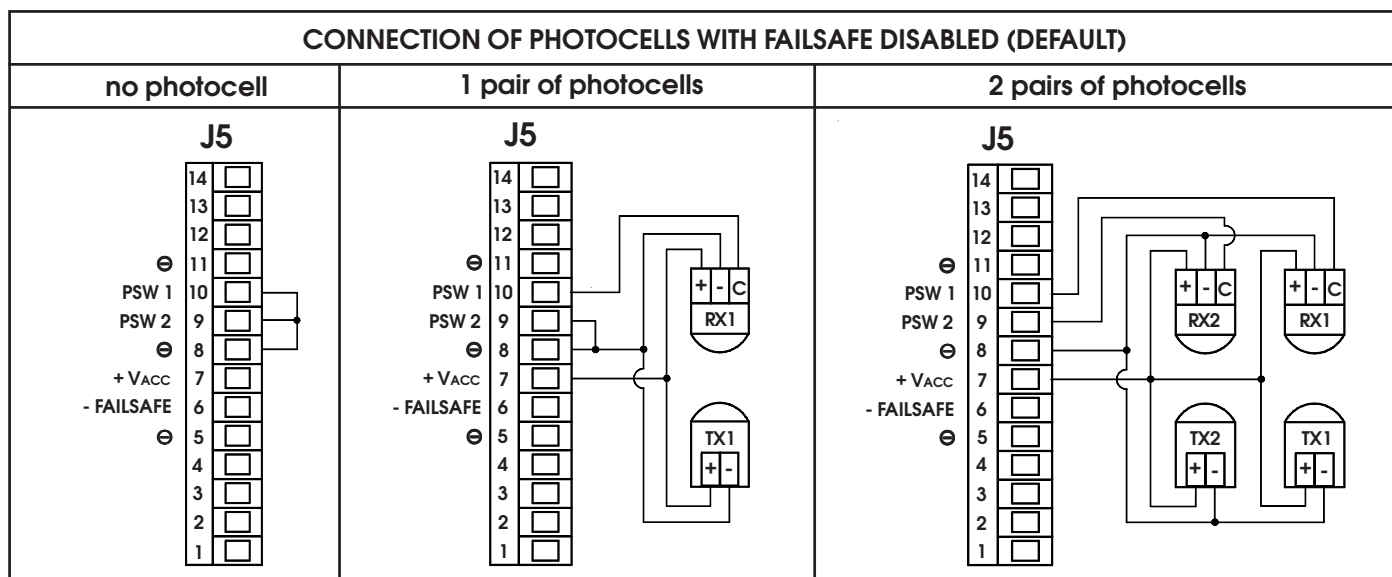 CONNECTION OF PHOTOCELLS WITH FAILSAFE DISABLED (DEFAULT)
no photocell
J5
14
13
12
⊖ 11
PSW 1 10
PSW 2 9
⊖ 8
+ VACC 7
- FAILSAFE 6
⊖ 5
4
3
2
1
1 pair of photocells
J5
14
13
12
⊖ 11
PSW 1 10
PSW 2 9
⊖ 8
+ VACC 7
- FAILSAFE 6
⊖ 5
4
3
2
1
+ - C
RX1
TX1
+ -
2 pairs of photocells
J5
14
13
12
⊖ 11
PSW 1 10
PSW 2 9
⊖ 8
+ VACC 7
- FAILSAFE 6
⊖ 5
4
3
2
1
+ - C
RX2
+ - C
RX1
TX2
+ -
TX1
+ -